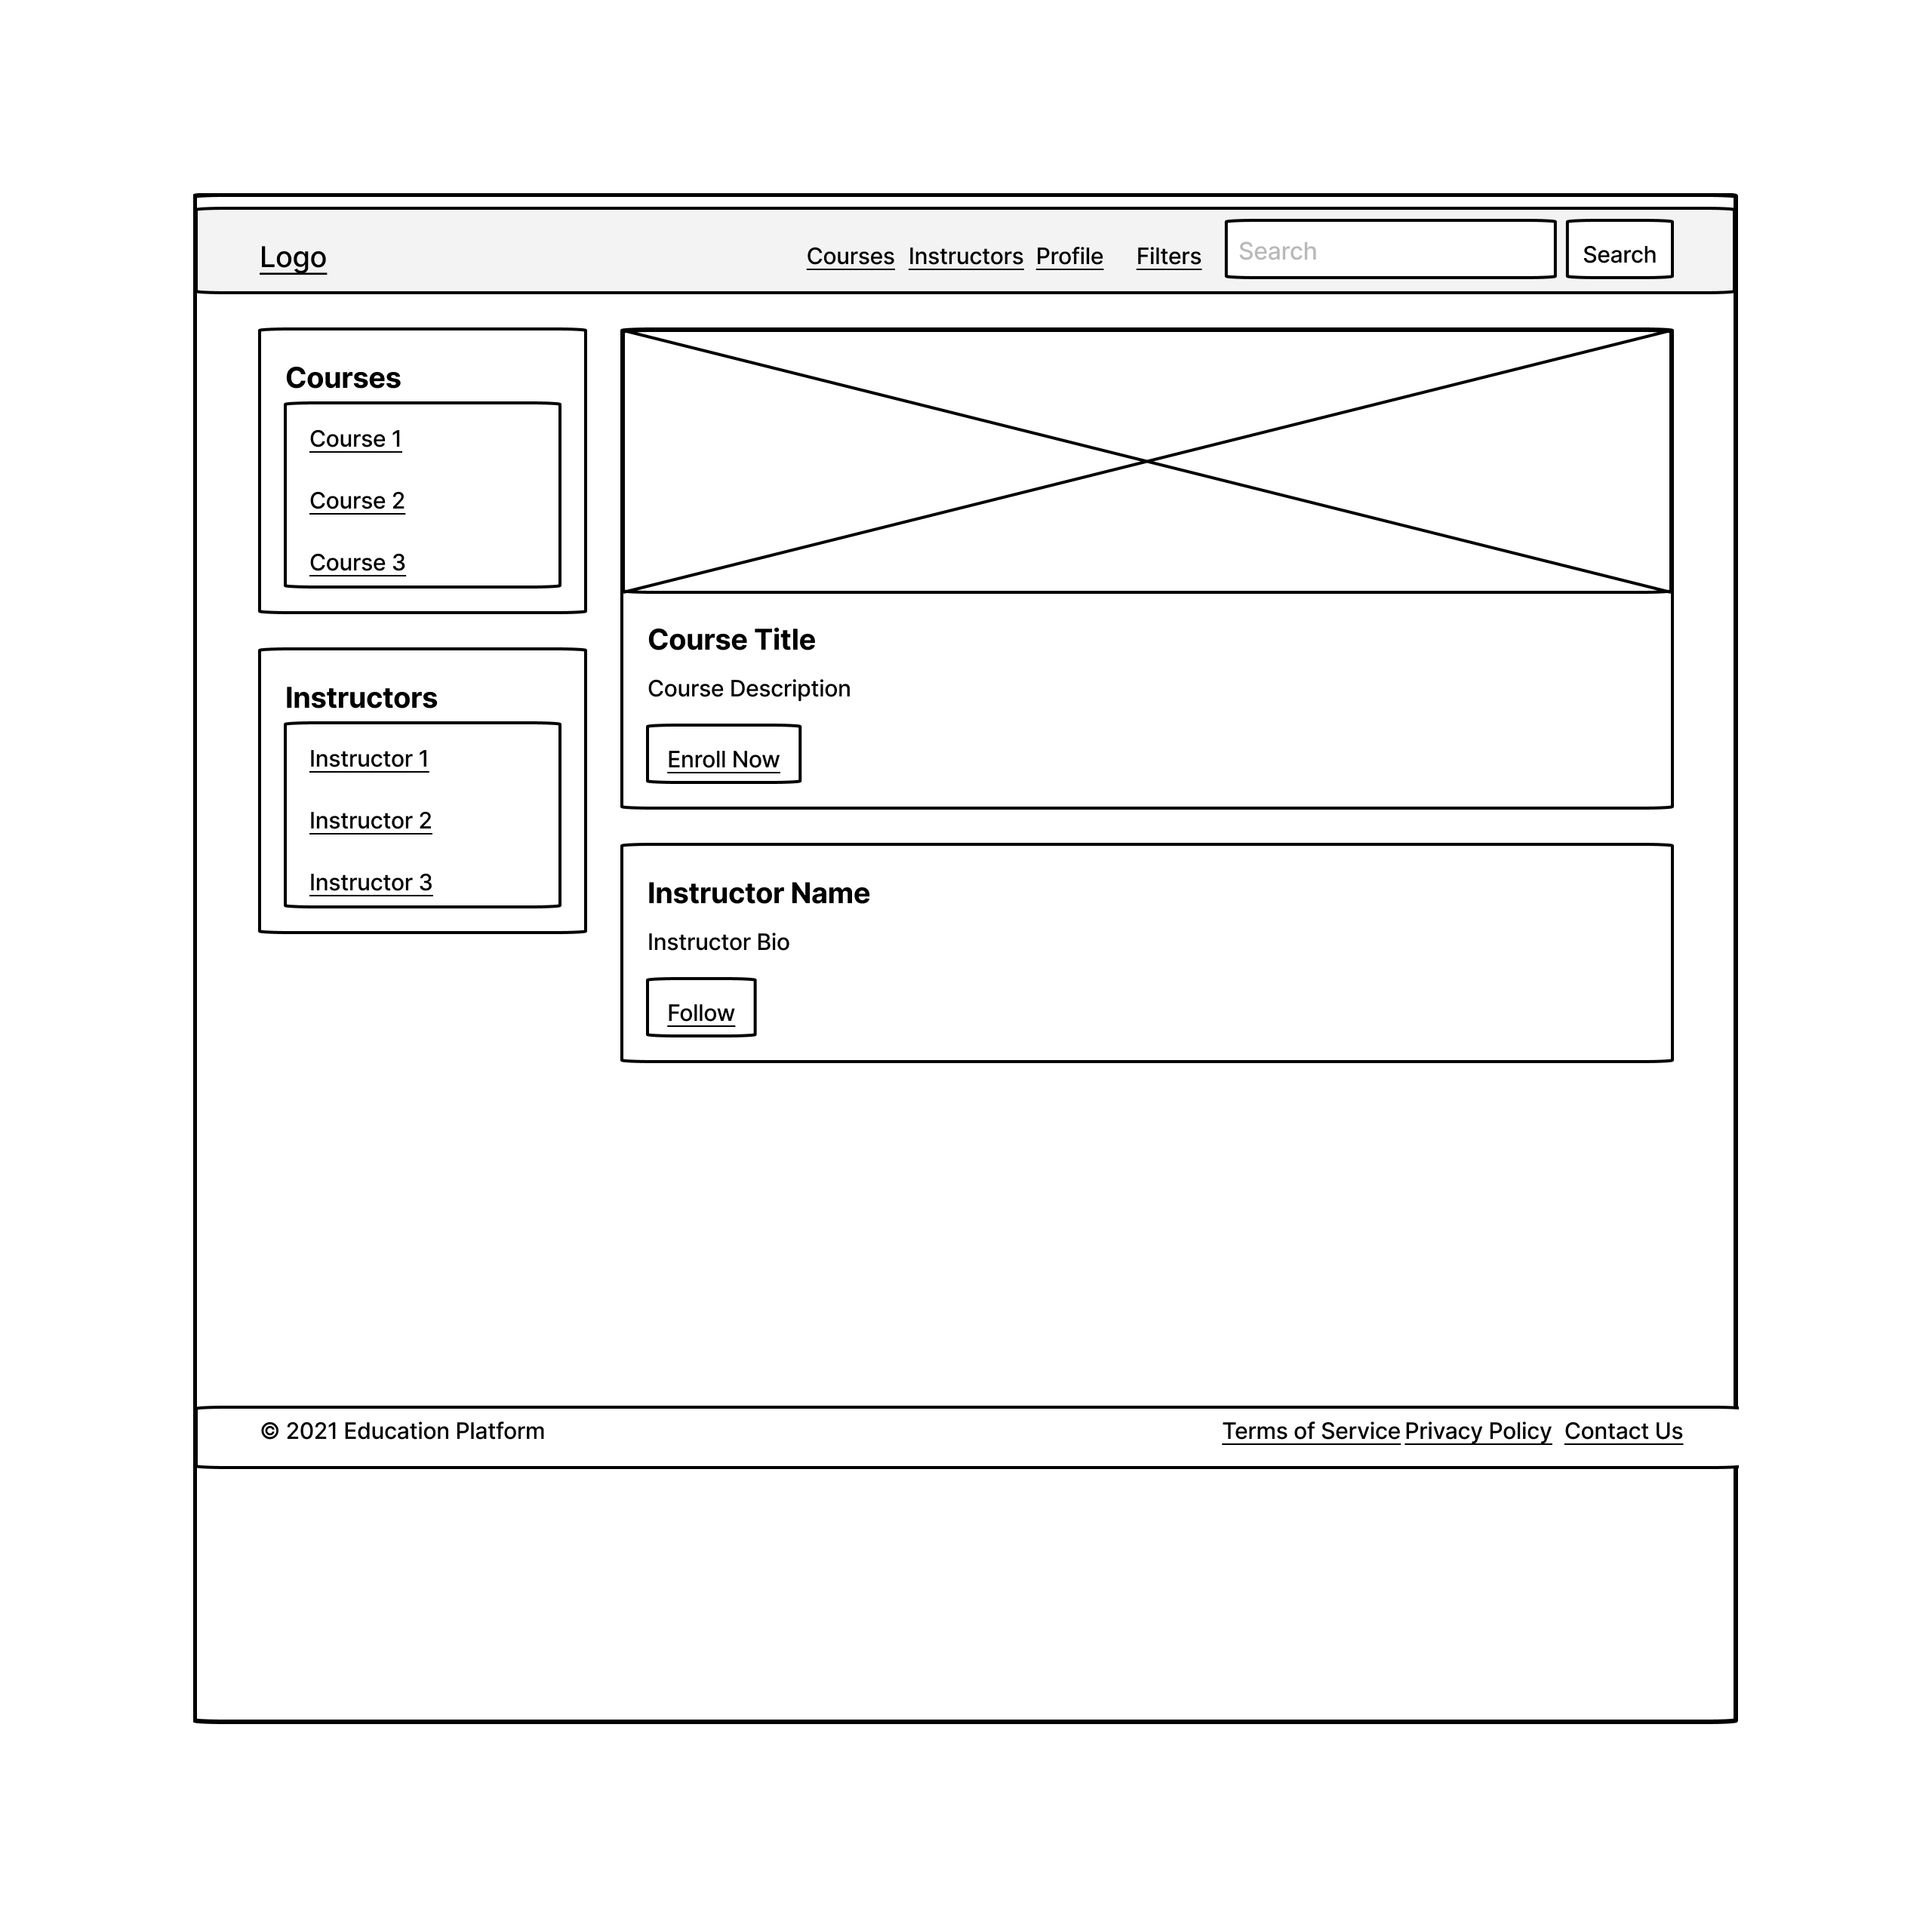 Logo
Courses Instructors Profile Filters Search Search
Courses
Course 1
Course 2
Course 3
Instructors
Instructor 1
Instructor 2
Instructor 3
Course Title
Course Description
Enroll Now
Instructor Name
Instructor Bio
Follow
© 2021 Education Platform
Terms of Service Privacy Policy Contact Us